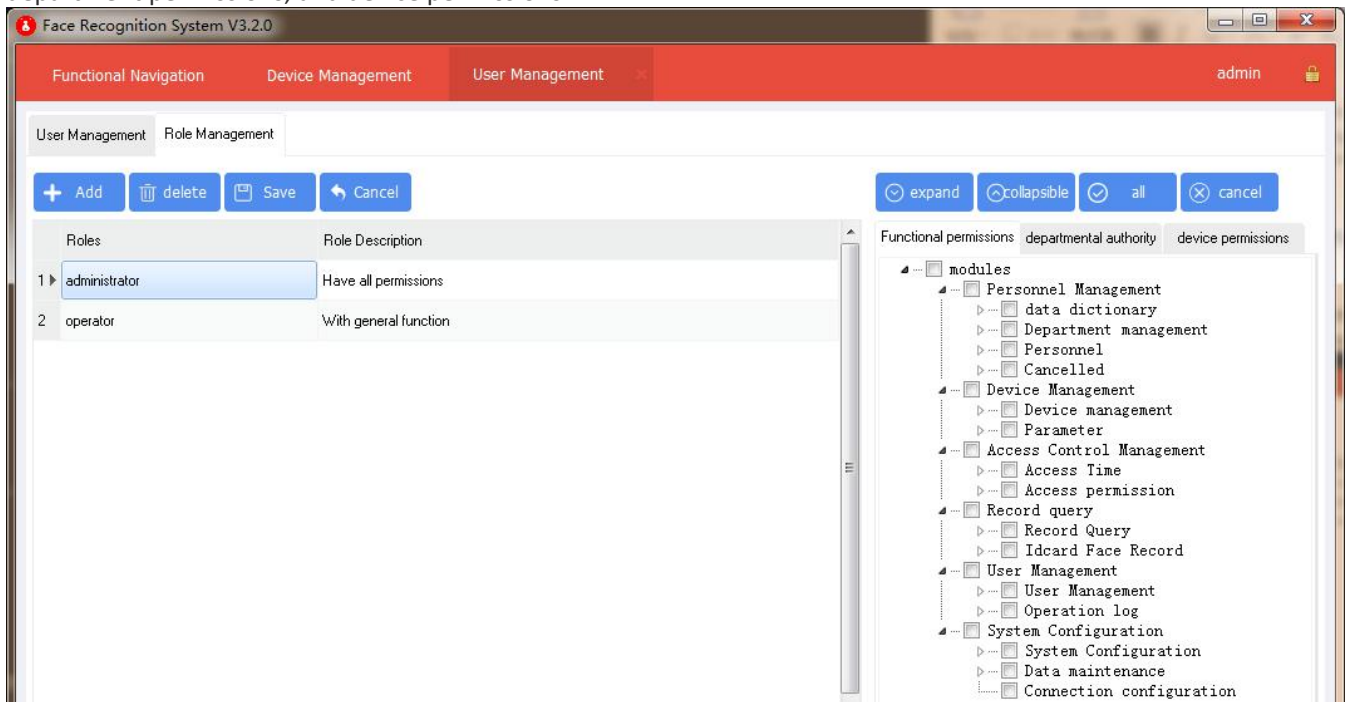 Face Recognition System V3.2.0
Functional Navigation Device Management User Management admin
User Management Role Management
Add delete Save Cancel expand collapsible all cancel
Roles Role Description
Functional permissions departmental authority device permissions
1 administrator Have all permissions
2 operator With general function
modules
Personnel Management
data dictionary
Department management
Personnel
Cancelled
Device Management
Device management
Parameter
Access Control Management
Access Time
Access permission
Record query
Record Query
Idcard Face Record
User Management
User Management
Operation log
System Configuration
System Configuration
Data maintenance
Connection configuration